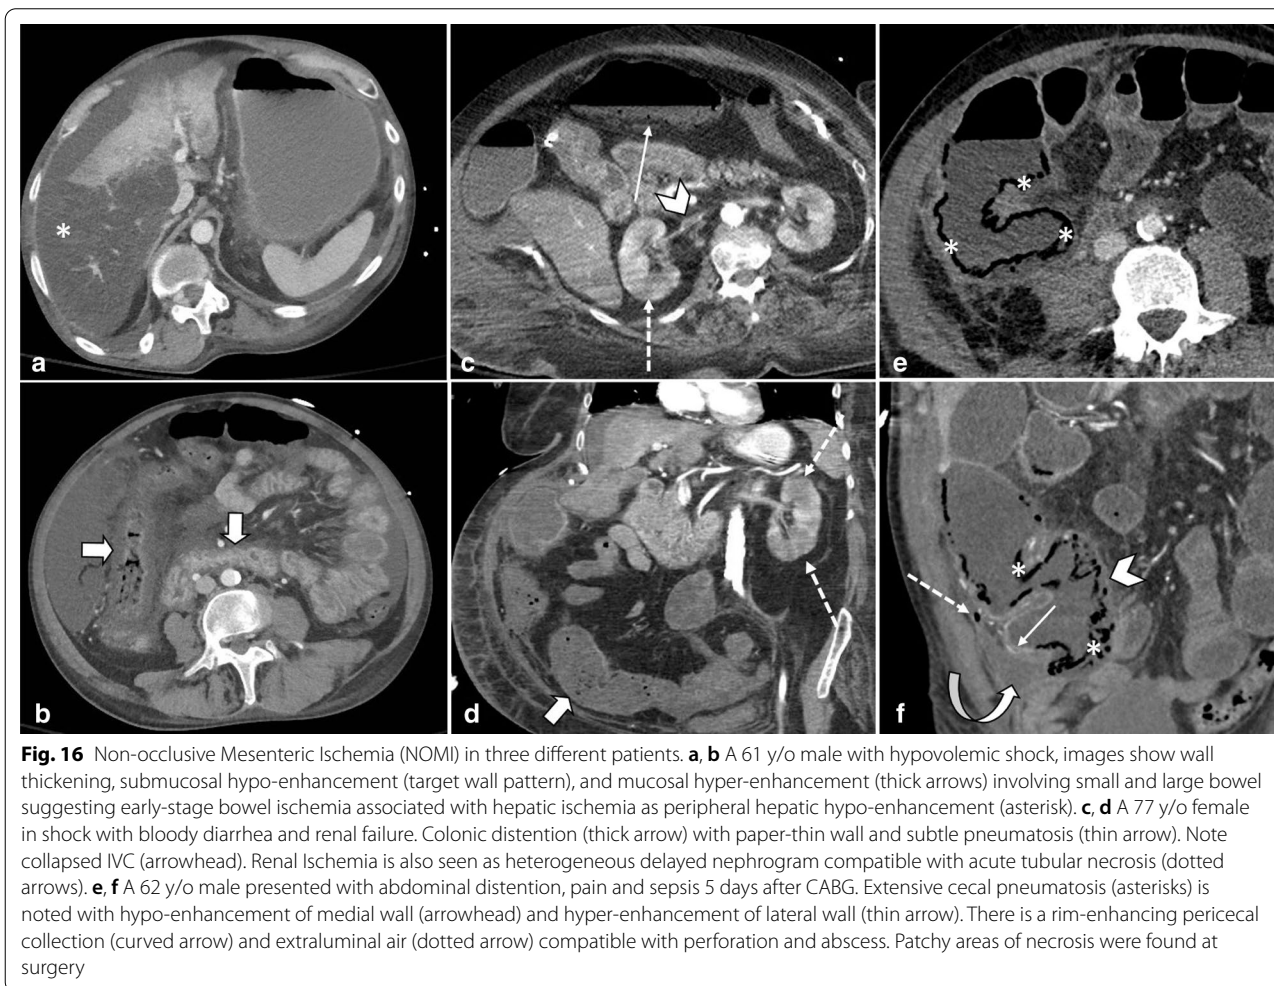 a
c
e
b
d
f
Fig. 16 Non-occlusive Mesenteric Ischemia (NOMI) in three different patients. a, b A 61 y/o male with hypovolemic shock, images show wall
thickening, submucosal hypo-enhancement (target wall pattern), and mucosal hyper-enhancement (thick arrows) involving small and large bowel
suggesting early-stage bowel ischemia associated with hepatic ischemia as peripheral hepatic hypo-enhancement (asterisk). c, d A 77 y/o female
in shock with bloody diarrhea and renal failure. Colonic distention (thick arrow) with paper-thin wall and subtle pneumatosis (thin arrow). Note
collapsed IVC (arrowhead). Renal Ischemia is also seen as heterogeneous delayed nephrogram compatible with acute tubular necrosis (dotted
arrows). e, f A 62 y/o male presented with abdominal distention, pain and sepsis 5 days after CABG. Extensive cecal pneumatosis (asterisks) is
noted with hypo-enhancement of medial wall (arrowhead) and hyper-enhancement of lateral wall (thin arrow). There is a rim-enhancing pericecal
collection (curved arrow) and extraluminal air (dotted arrow) compatible with perforation and abscess. Patchy areas of necrosis were found at
surgery